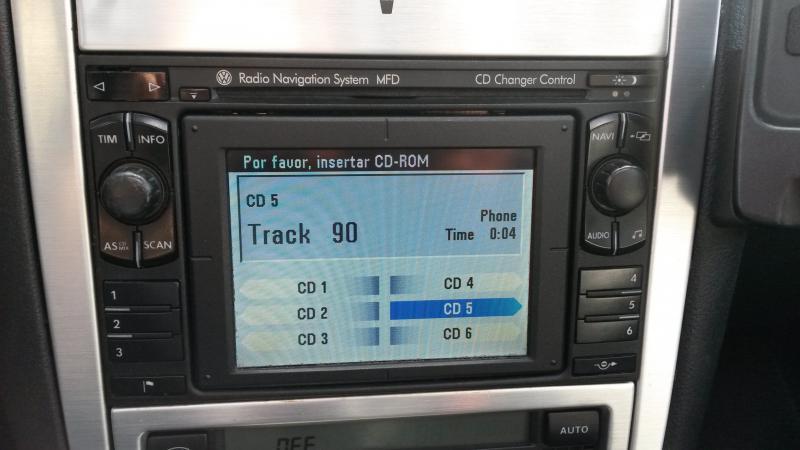 Radio Navigation System MFD
CD Changer Control
TIM
INFO
NAVI
Por favor, insertar CD-ROM
CD 5
Phone
Track 90
Time 0:04
AS CD MIX
SCAN
AUDIO
CD 1
CD 4
CD 2
CD 5
CD 3
CD 6
1
2
3
4
5
6
AUTO
OFF